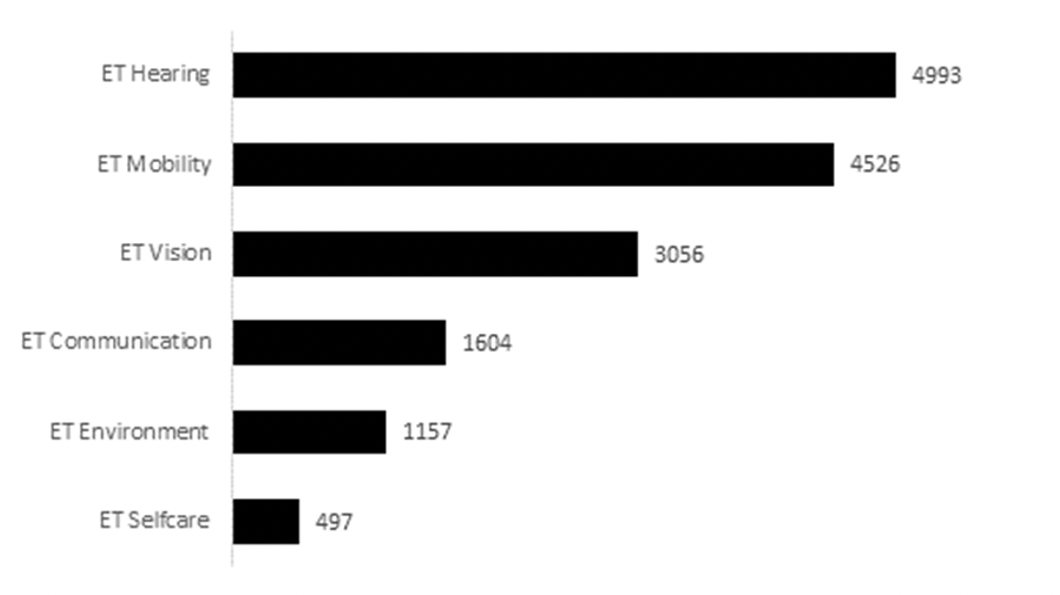 ET Hearing 4993
ET Mobility 4526
ET Vision 3056
ET Communication 1604
ET Environment 1157
ET Selfcare 497